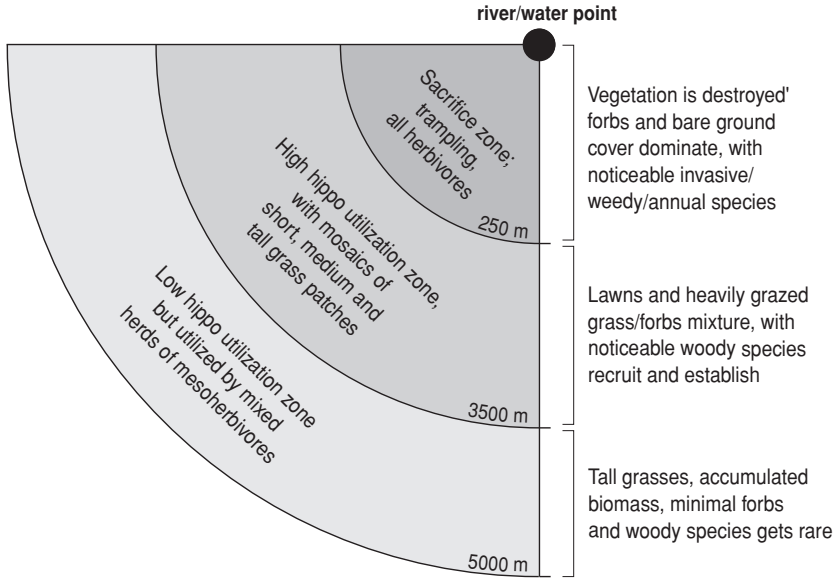 river/water point
Sacrifice zone;
trampling,
all herbivores
250 m
High hippo utilization zone,
with mosaics of
short, medium and
tall grass patches
3500 m
Low hippo utilization zone
but utilized by mixed
herds of mesoherbivores
5000 m
Vegetation is destroyed'
forbs and bare ground
cover dominate, with
noticeable invasive/
weedy/annual species
Lawns and heavily grazed
grass/forbs mixture, with
noticeable woody species
recruit and establish
Tall grasses, accumulated
biomass, minimal forbs
and woody species gets rare